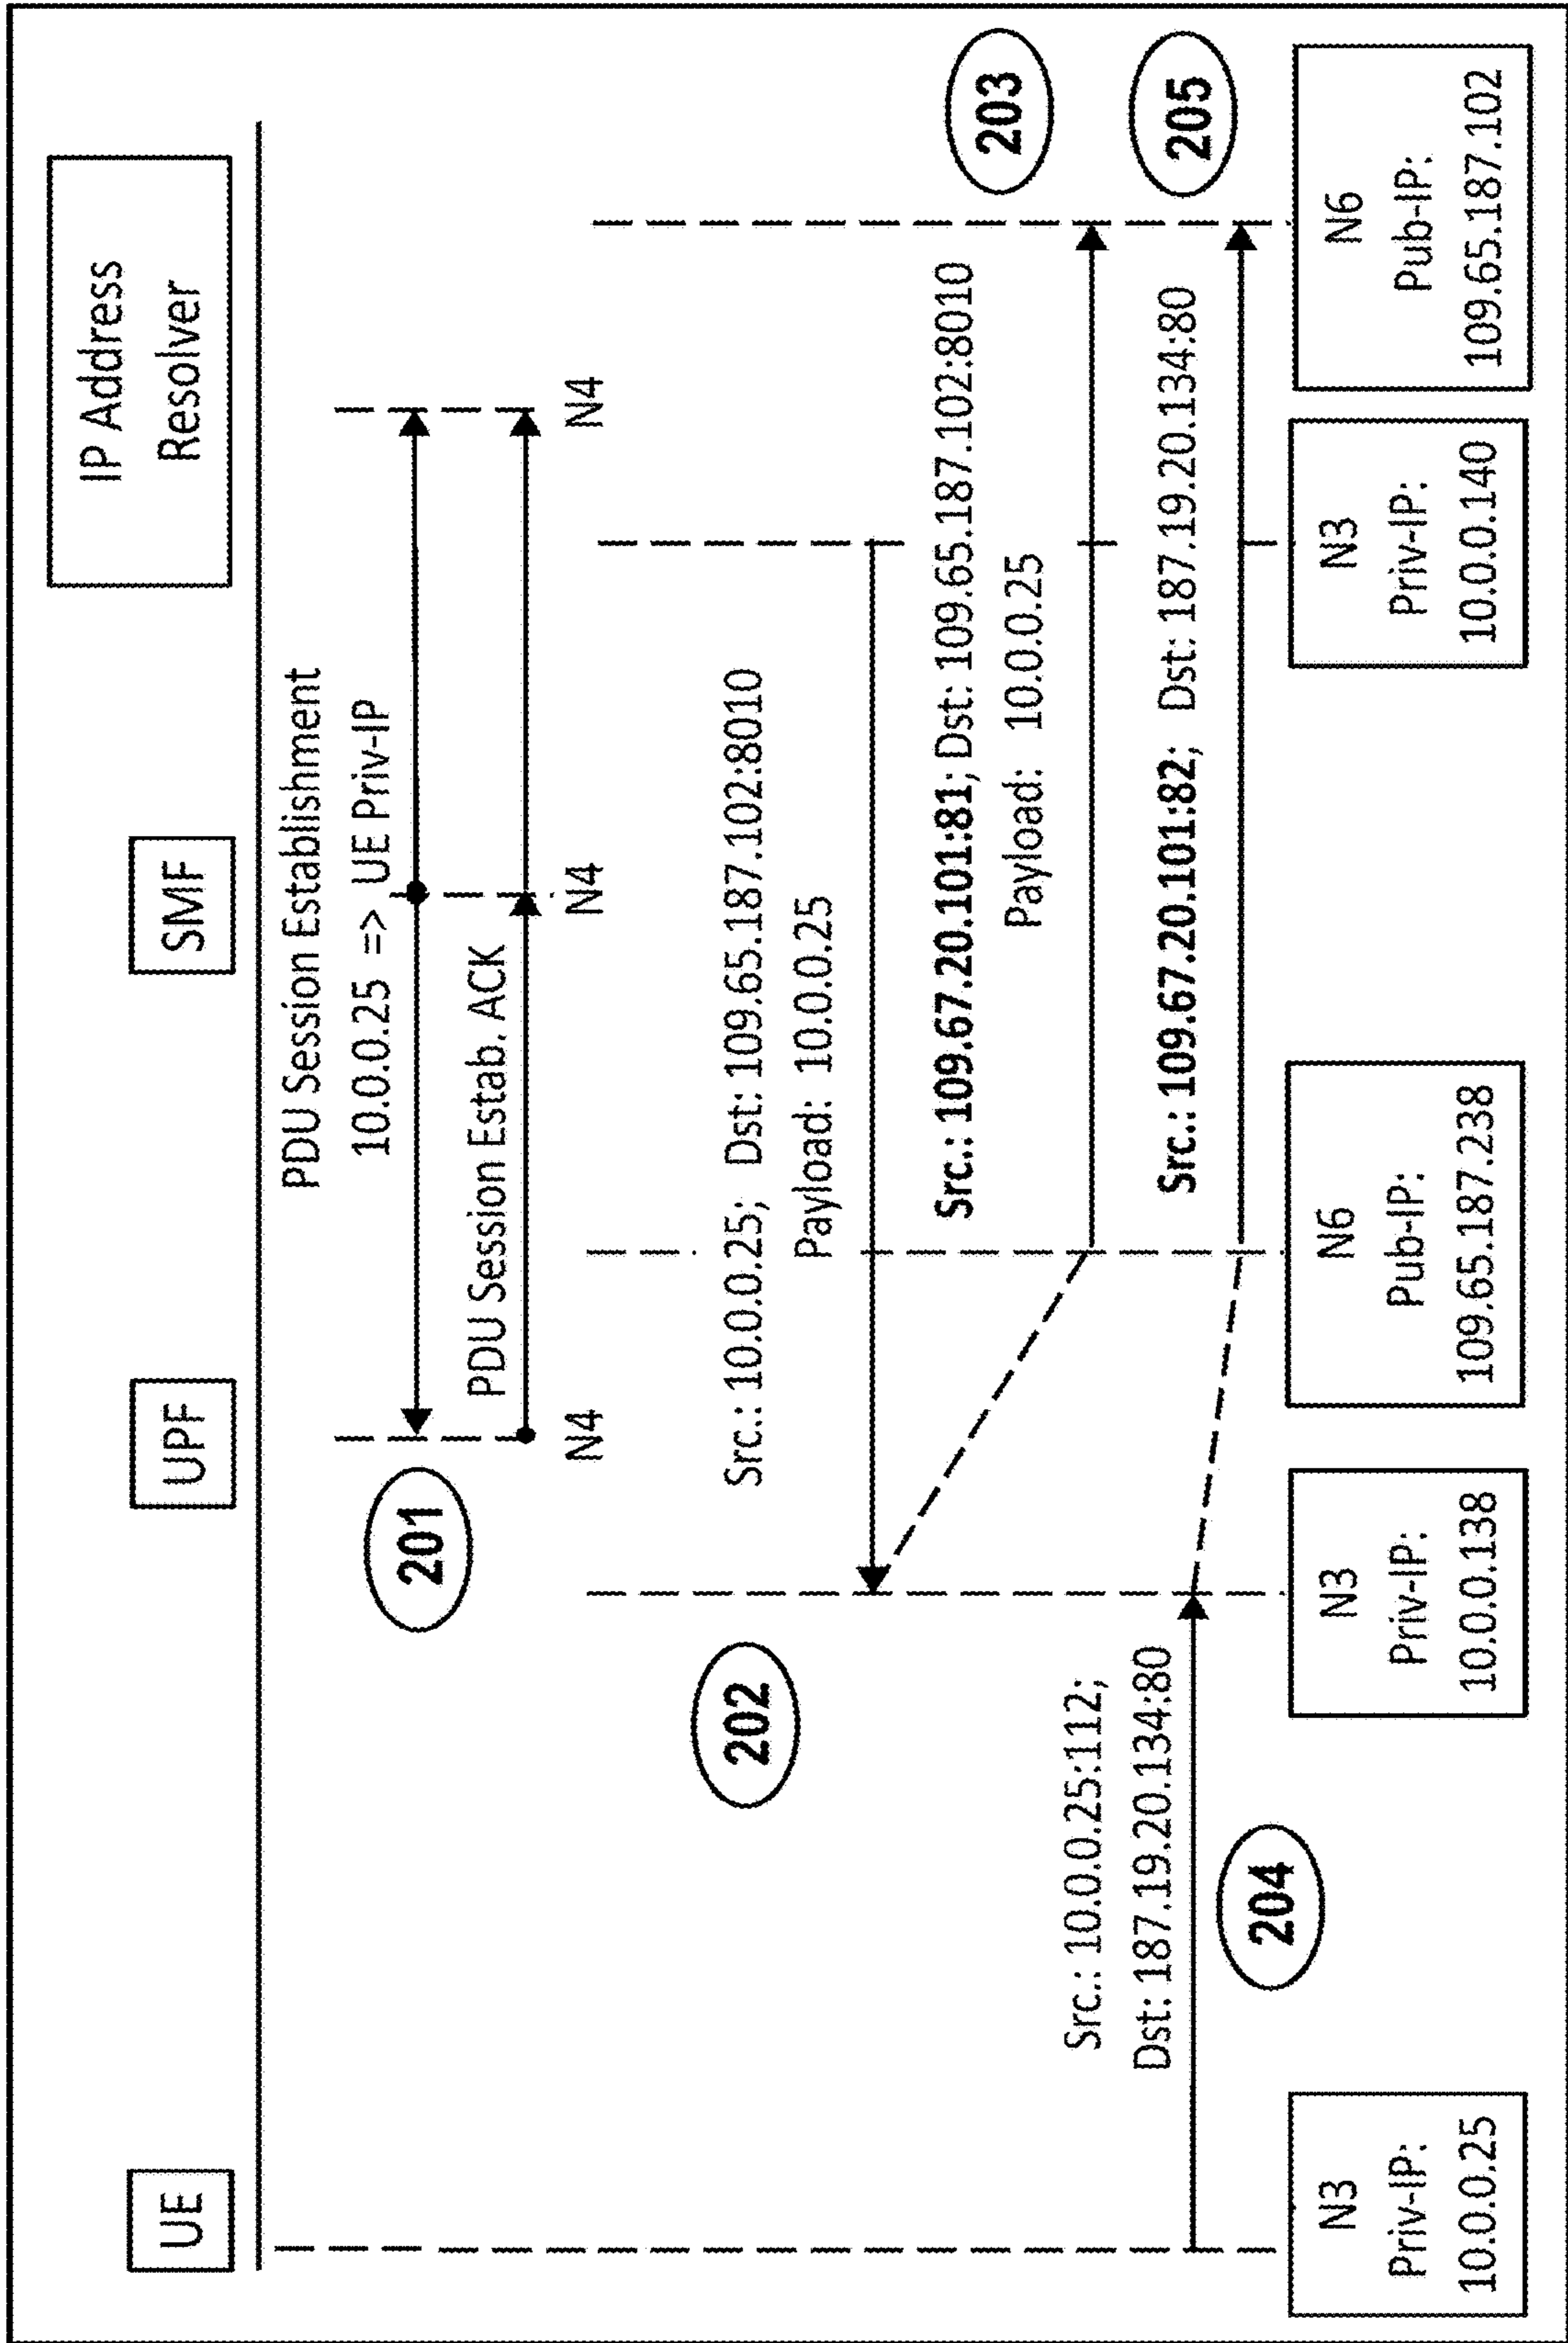 UE
UPF
SMF
IP Address
Resolver
PDU Session Establishment
10.0.0.25 => UE Priv-IP
201
PDU Session Estab. ACK
N4
N4
N4
202
Src.: 10.0.0.25; Dst: 109.65.187.102:8010
Payload: 10.0.0.25
Src.: 109.67.20.101:81; Dst: 109.65.187.102:8010
203
Payload: 10.0.0.25
Src.: 10.0.0.25:112;
Dst: 187.19.20.134:80
Src.: 109.67.20.101:82; Dst: 187.19.20.134:80
205
204
N3
Priv-IP:
10.0.0.25
N3
Priv-IP:
10.0.0.138
N6
Pub-IP:
109.65.187.238
N3
Priv-IP:
10.0.0.140
N6
Pub-IP:
109.65.187.102